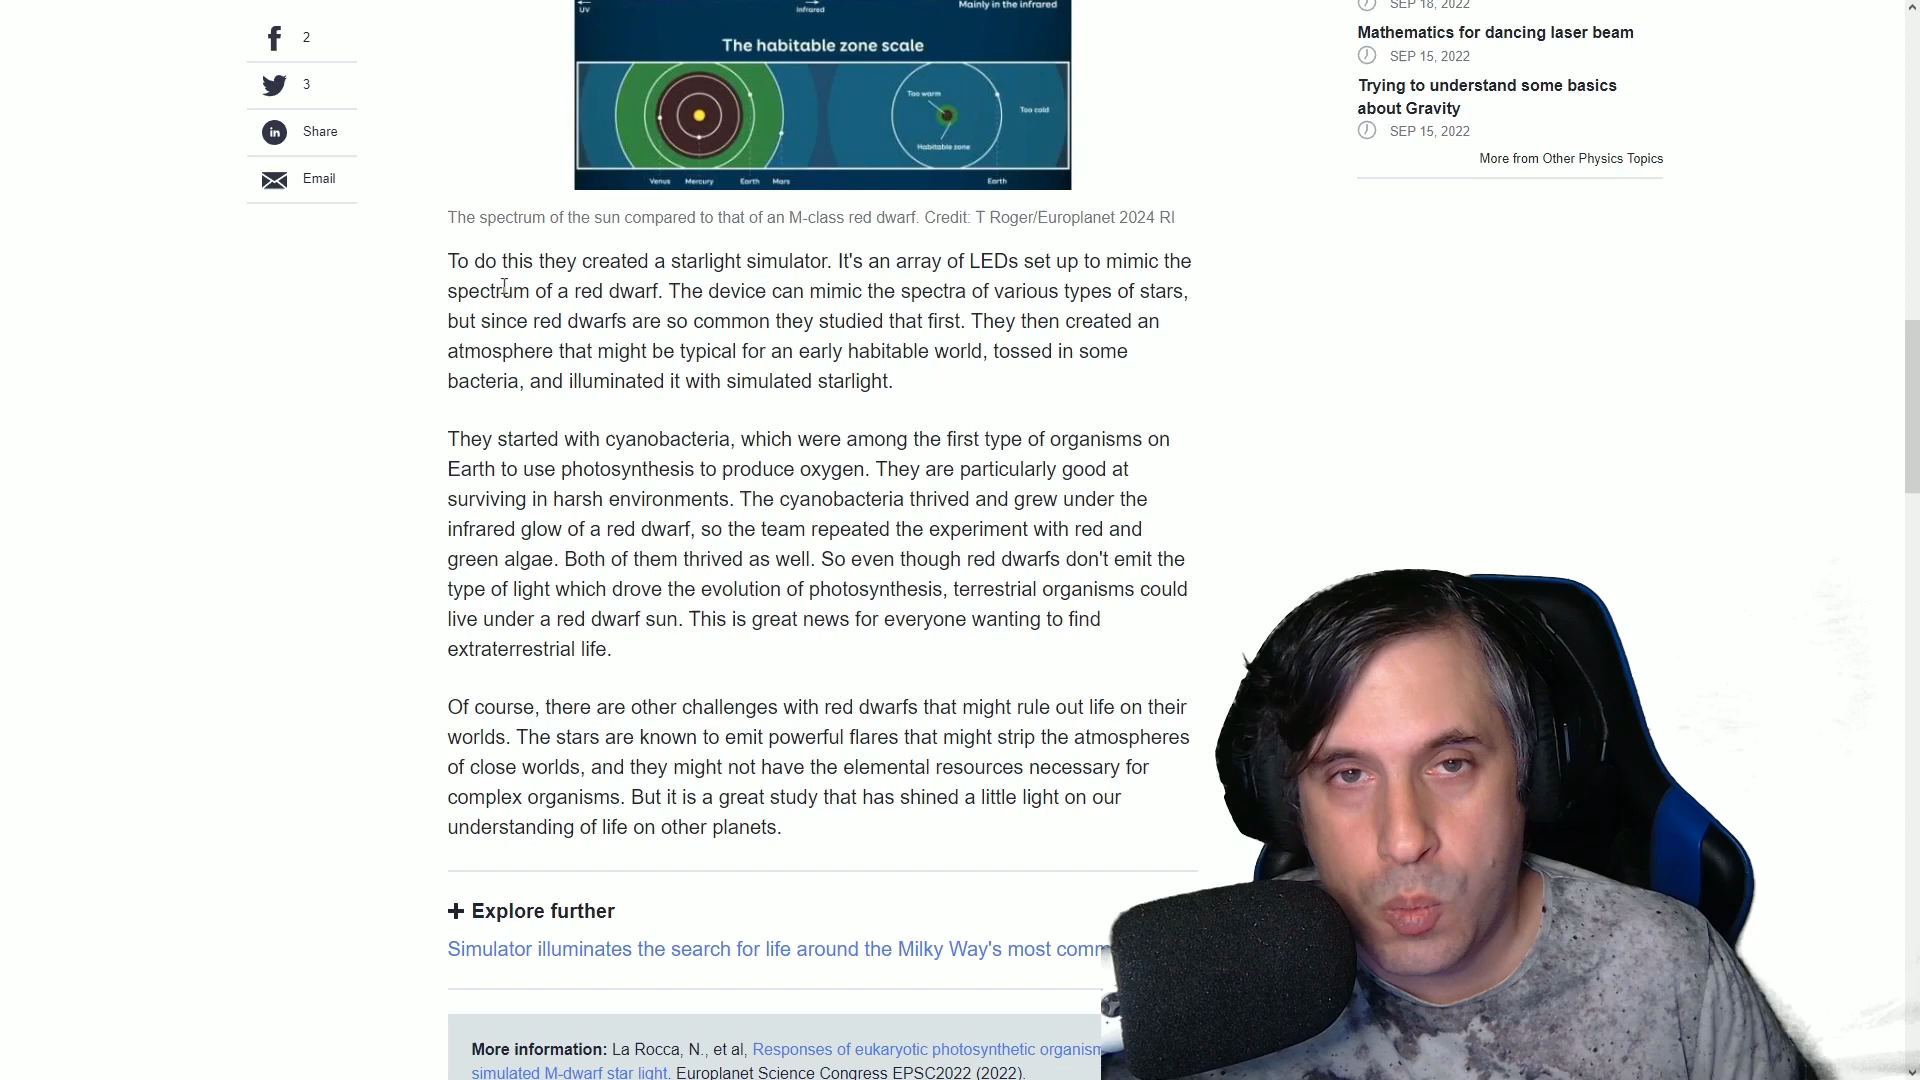 2
3
Share
Email
UV
Infrared
Mainly in the infrared
The habitable zone scale
Too warm
Too cold
Habitable zone
Venus Mercury Earth Mars
Earth
The spectrum of the sun compared to that of an M-class red dwarf. Credit: T Roger/Europlanet 2024 RI
To do this they created a starlight simulator. It's an array of LEDs set up to mimic the
spectrum of a red dwarf. The device can mimic the spectra of various types of stars,
but since red dwarfs are so common they studied that first. They then created an
atmosphere that might be typical for an early habitable world, tossed in some
bacteria, and illuminated it with simulated starlight.
They started with cyanobacteria, which were among the first type of organisms on
Earth to use photosynthesis to produce oxygen. They are particularly good at
surviving in harsh environments. The cyanobacteria thrived and grew under the
infrared glow of a red dwarf, so the team repeated the experiment with red and
green algae. Both of them thrived as well. So even though red dwarfs don't emit the
type of light which drove the evolution of photosynthesis, terrestrial organisms could
live under a red dwarf sun. This is great news for everyone wanting to find
extraterrestrial life.
Of course, there are other challenges with red dwarfs that might rule out life on their
worlds. The stars are known to emit powerful flares that might strip the atmospheres
of close worlds, and they might not have the elemental resources necessary for
complex organisms. But it is a great study that has shined a little light on our
understanding of life on other planets.
Explore further
Simulator illuminates the search for life around the Milky Way's most
More information: La Rocca, N., et al, Responses of eukaryotic photosynthetic
simulated M-dwarf star light. Europlanet Science Congress EPSC2022 (2022).
SEP 18, 2022
Mathematics for dancing laser beam
SEP 15, 2022
Trying to understand some basics
about Gravity
SEP 15, 2022
More from Other Physics Topics